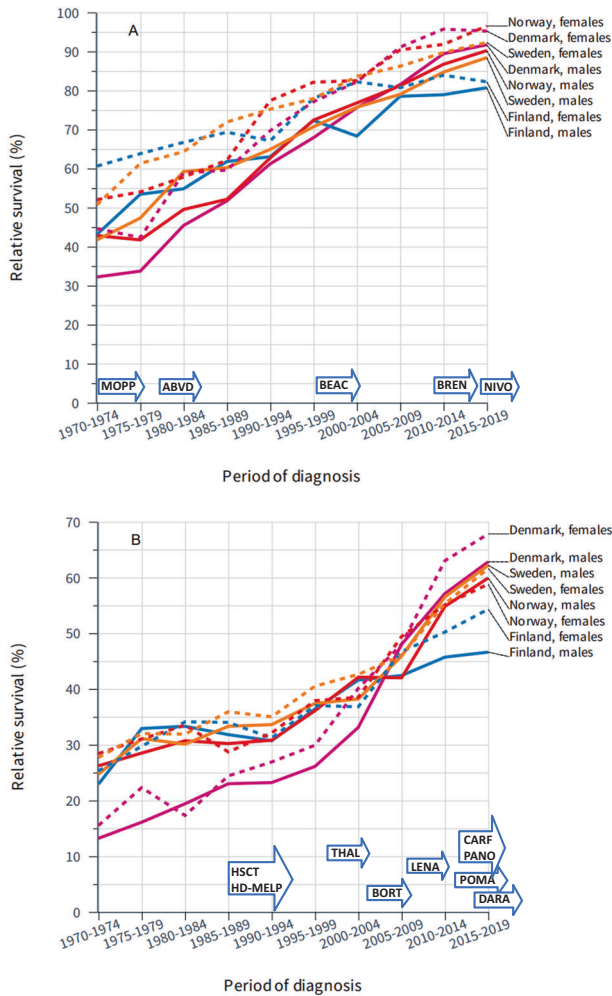 A
Relative survival (%)
100
90
80
70
60
50
40
30
20
10
0
Norway, females
Denmark, females
Sweden, females
Denmark, males
Norway, males
Sweden, males
Finland, females
Finland, males
MOPP
ABVD
BEAC
BREN
NIVO
1970-1974
1975-1979
1980-1984
1985-1989
1990-1994
1995-1999
2000-2004
2005-2009
2010-2014
2015-2019
Period of diagnosis
B
Relative survival (%)
70
60
50
40
30
20
10
0
Denmark, females
Denmark, males
Sweden, males
Sweden, females
Norway, males
Norway, females
Finland, females
Finland, males
HSCT
HD-MELP
THAL
BORT
LENA
CARF
PANO
POMA
DARA
1970-1974
1975-1979
1980-1984
1985-1989
1990-1994
1995-1999
2000-2004
2005-2009
2010-2014
2015-2019
Period of diagnosis